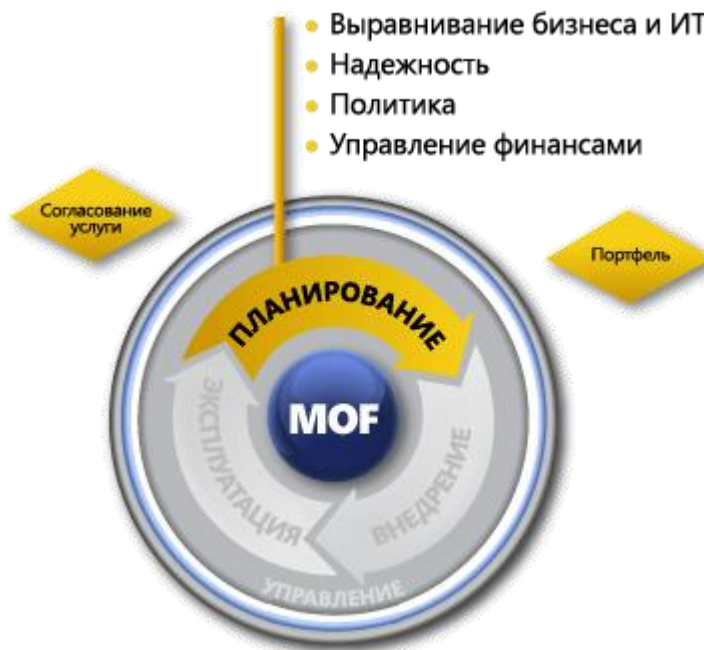 Выравнивание бизнеса и ИТ
Надежность
Политика
Управление финансами
Согласование
услуги
Портфель
ПЛАНИРОВАНИЕ
MOF
ЭКСПЛУАТАЦИЯ
ВНЕДРЕНИЕ
УПРАВЛЕНИЕ